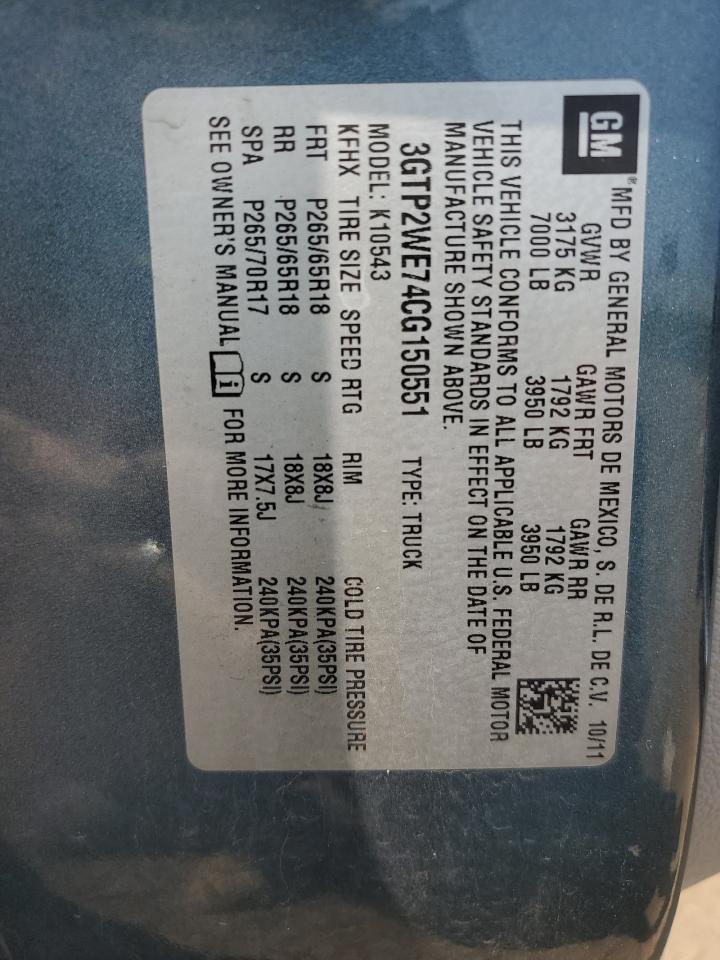 GM
® MFD BY GENERAL MOTORS DE MEXICO, S. DE R.L. DE C.V. 10/11
GVWR GAWR FRT GAWR RR
3175 KG 1792 KG 1792 KG
7000 LB 3950 LB 3950 LB
THIS VEHICLE CONFORMS TO ALL APPLICABLE U.S. FEDERAL MOTOR
VEHICLE SAFETY STANDARDS IN EFFECT ON THE DATE OF
MANUFACTURE SHOWN ABOVE.
3GTP2WE74CG150551 TYPE: TRUCK
MODEL: K10543
KFHX TIRE SIZE SPEED RTG RIM COLD TIRE PRESSURE
FRT P265/65R18 S 18X8J 240KPA(35PSI)
RR P265/65R18 S 18X8J 240KPA(35PSI)
SPA P265/70R17 S 17X7.5J 240KPA(35PSI)
SEE OWNER'S MANUAL i FOR MORE INFORMATION.